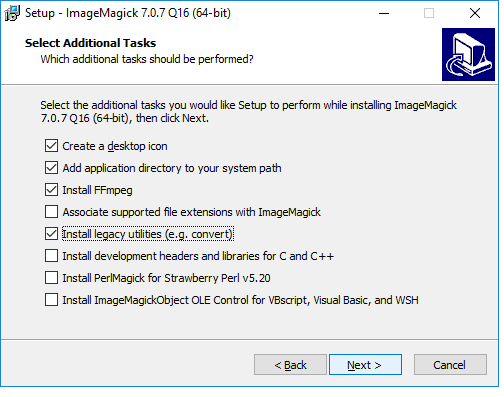 Setup - ImageMagick 7.0.7 Q16 (64-bit)
Select Additional Tasks
Which additional tasks should be performed?
Select the additional tasks you would like Setup to perform while installing ImageMagick
7.0.7 Q16 (64-bit), then click Next.
Create a desktop icon
Add application directory to your system path
Install FFmpeg
Associate supported file extensions with ImageMagick
Install legacy utilities (e.g. convert)
Install development headers and libraries for C and C++
Install PerlMagick for Strawberry Perl v5.20
Install ImageMagickObject OLE Control for VBscript, Visual Basic, and WSH
< Back Next > Cancel